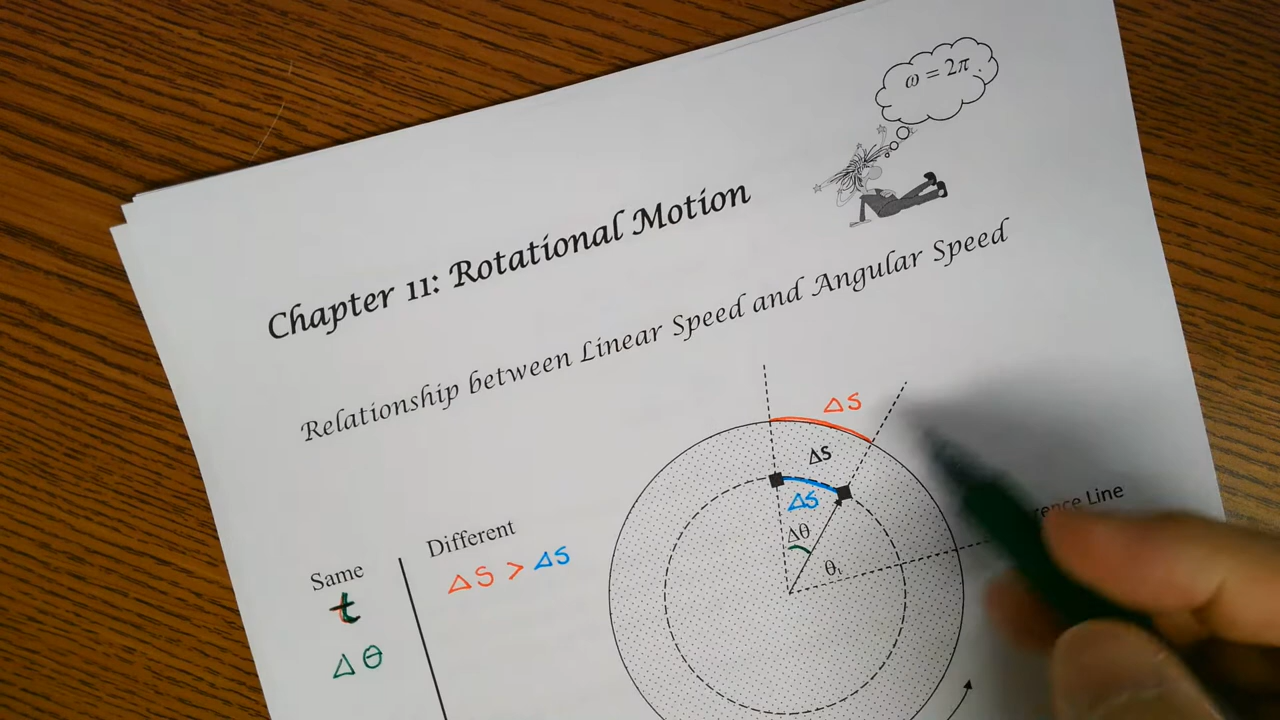 ω = 2π
Chapter 11: Rotational Motion
Relationship between Linear Speed and Angular Speed
ΔS
ΔS
ΔS
Δθ
θᵢ
Line
Same
t
Δθ
Different
ΔS > ΔS